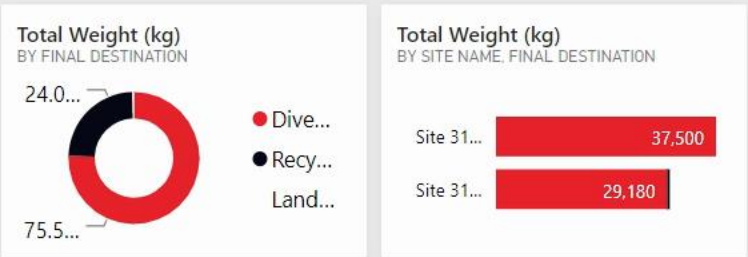 Total Weight (kg)
BY FINAL DESTINATION
24.0...
75.5...
Dive...
Recy...
Land...
Total Weight (kg)
BY SITE NAME, FINAL DESTINATION
Site 31... 37,500
Site 31... 29,180